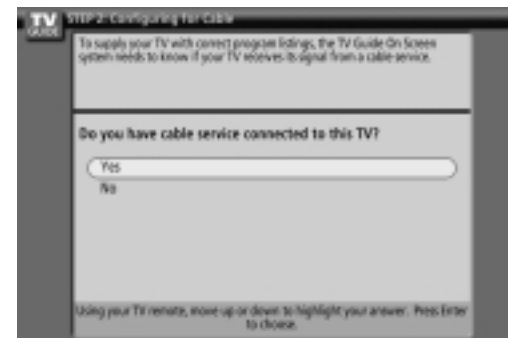 TV
GUIDE
STEP 2: Configuring for Cable
To supply your TV with correct program listings, the TV Guide On Screen
system needs to know if your TV receives its signal from a cable service.
Do you have cable service connected to this TV?
Yes
No
Using your TV remote, move up or down to highlight your answer. Press Enter
to choose.